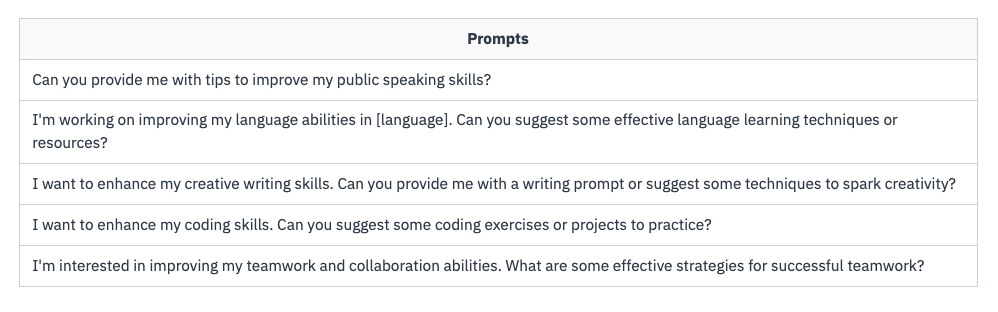 Prompts
Can you provide me with tips to improve my public speaking skills?
I'm working on improving my language abilities in [language]. Can you suggest some effective language learning techniques or
resources?
I want to enhance my creative writing skills. Can you provide me with a writing prompt or suggest some techniques to spark creativity?
I want to enhance my coding skills. Can you suggest some coding exercises or projects to practice?
I'm interested in improving my teamwork and collaboration abilities. What are some effective strategies for successful teamwork?